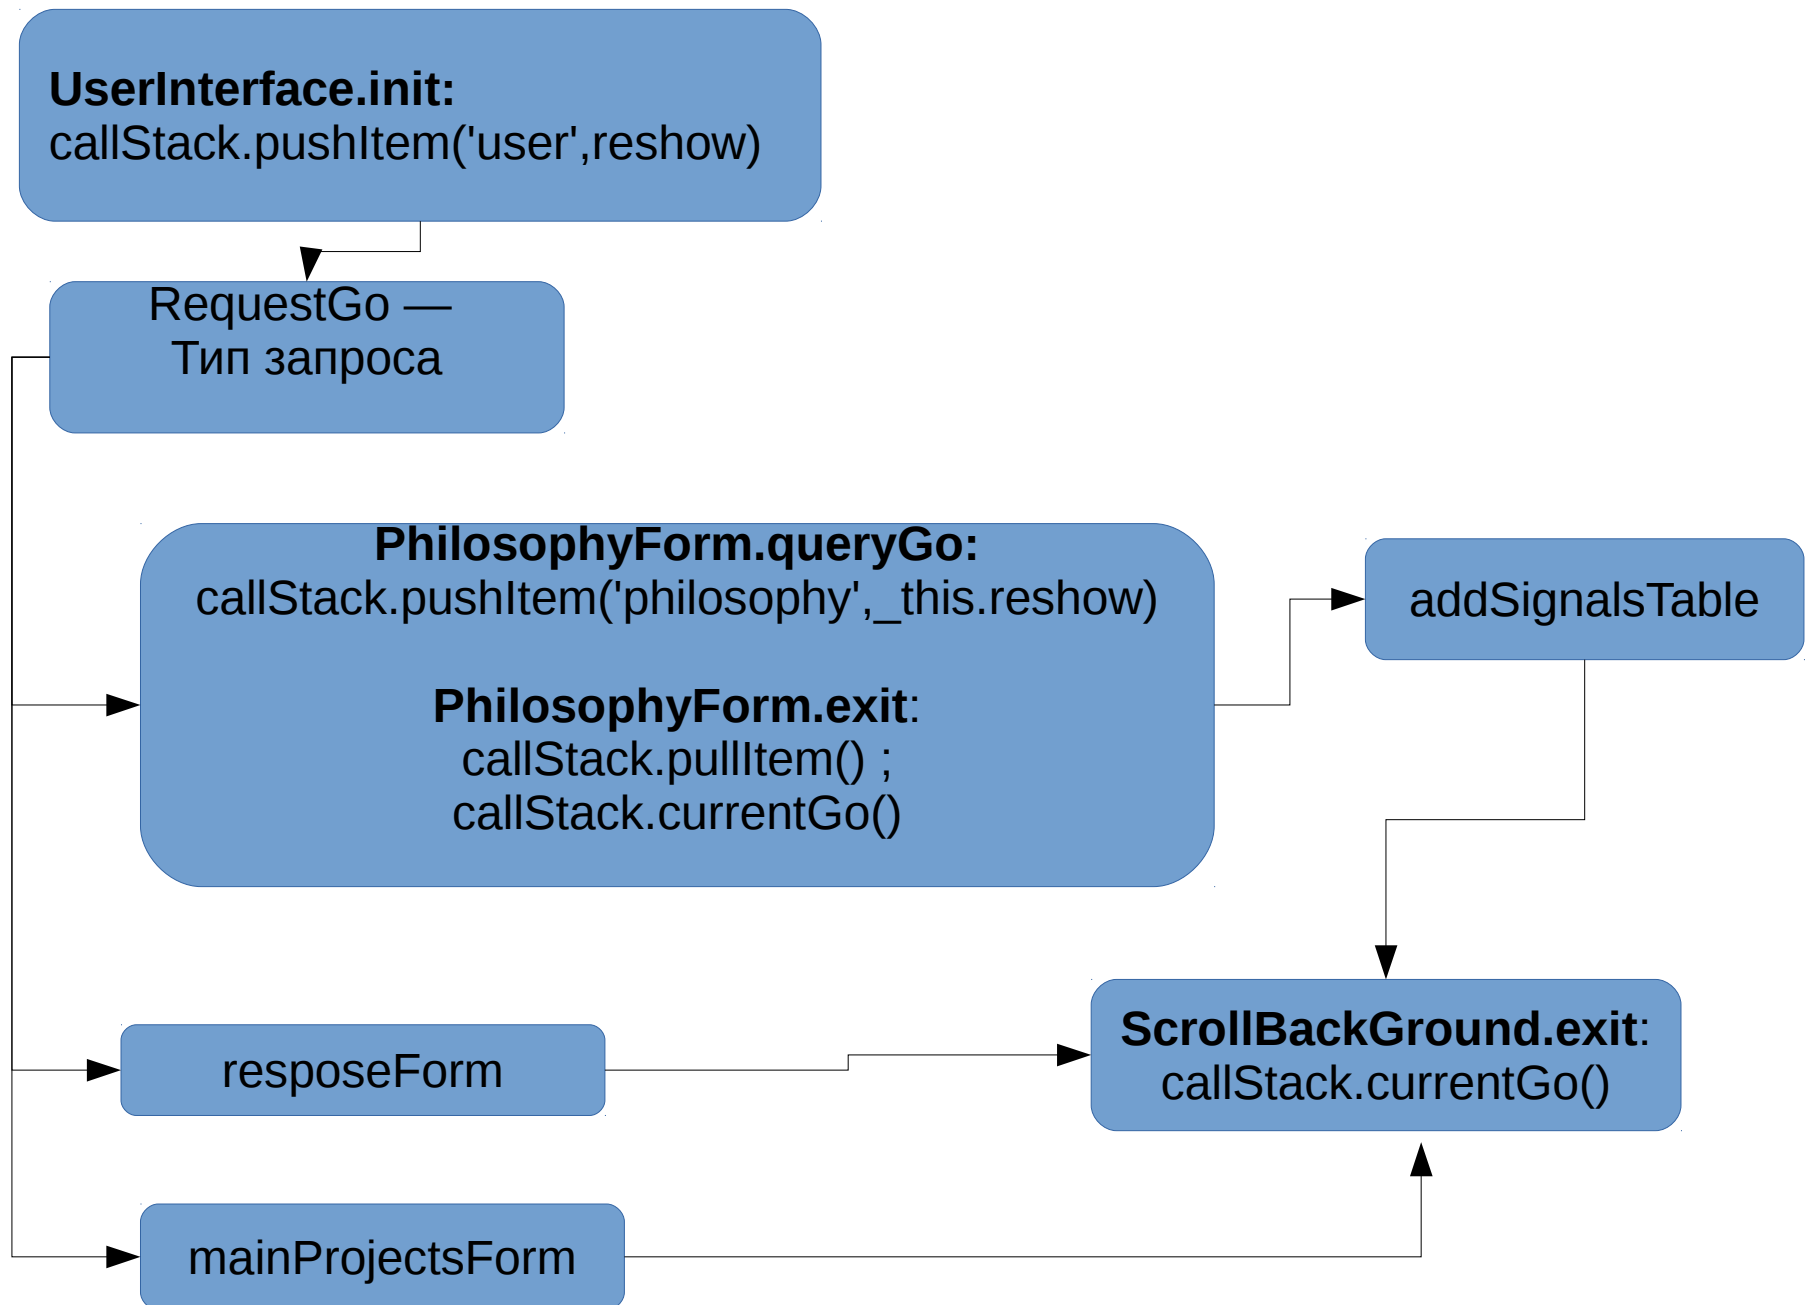 UserInterface.init:
callStack.pushItem('user',reshow)
RequestGo —
Тип запроса
PhilosophyForm.queryGo:
callStack.pushItem('philosophy',_this.reshow)
PhilosophyForm.exit:
callStack.pullItem() ;
callStack.currentGo()
addSignalsTable
resposeForm
ScrollBackGround.exit:
callStack.currentGo()
mainProjectsForm